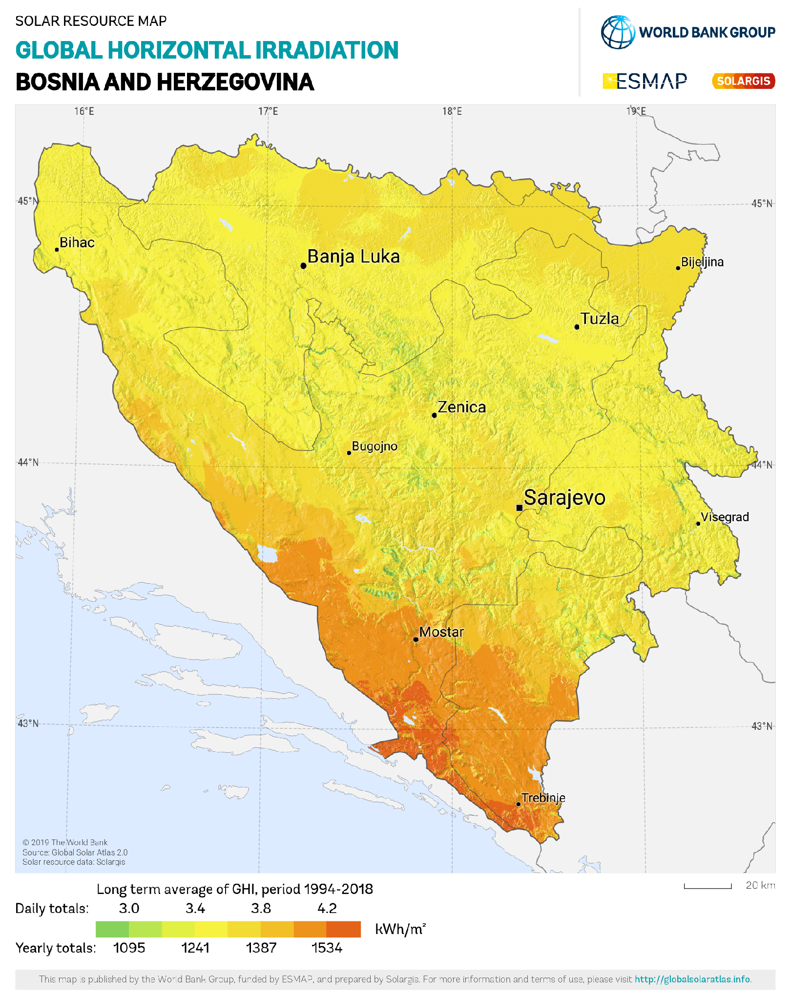 SOLAR RESOURCE MAP
GLOBAL HORIZONTAL IRRADIATION
BOSNIA AND HERZEGOVINA
WORLD BANK GROUP
ESMAP
SOLARGIS
16°E 17°E 18°E 19°E
45°N 45°N
Bihac
Banja Luka
Bijeljina
Tuzla
Zenica
Bugojno
44°N 44°N
Sarajevo
Visegrad
Mostar
43°N 43°N
Trebinje
© 2019 The World Bank
Source: Global Solar Atlas 2.0
Solar resource data: Solargis
20 km
Long term average of GHI, period 1994-2018
Daily totals: 3.0 3.4 3.8 4.2
kWh/m²
Yearly totals: 1095 1241 1387 1534
This map is published by the World Bank Group, funded by ESMAP, and prepared by Solargis. For more information and terms of use, please visit http://globalsolaratlas.info.